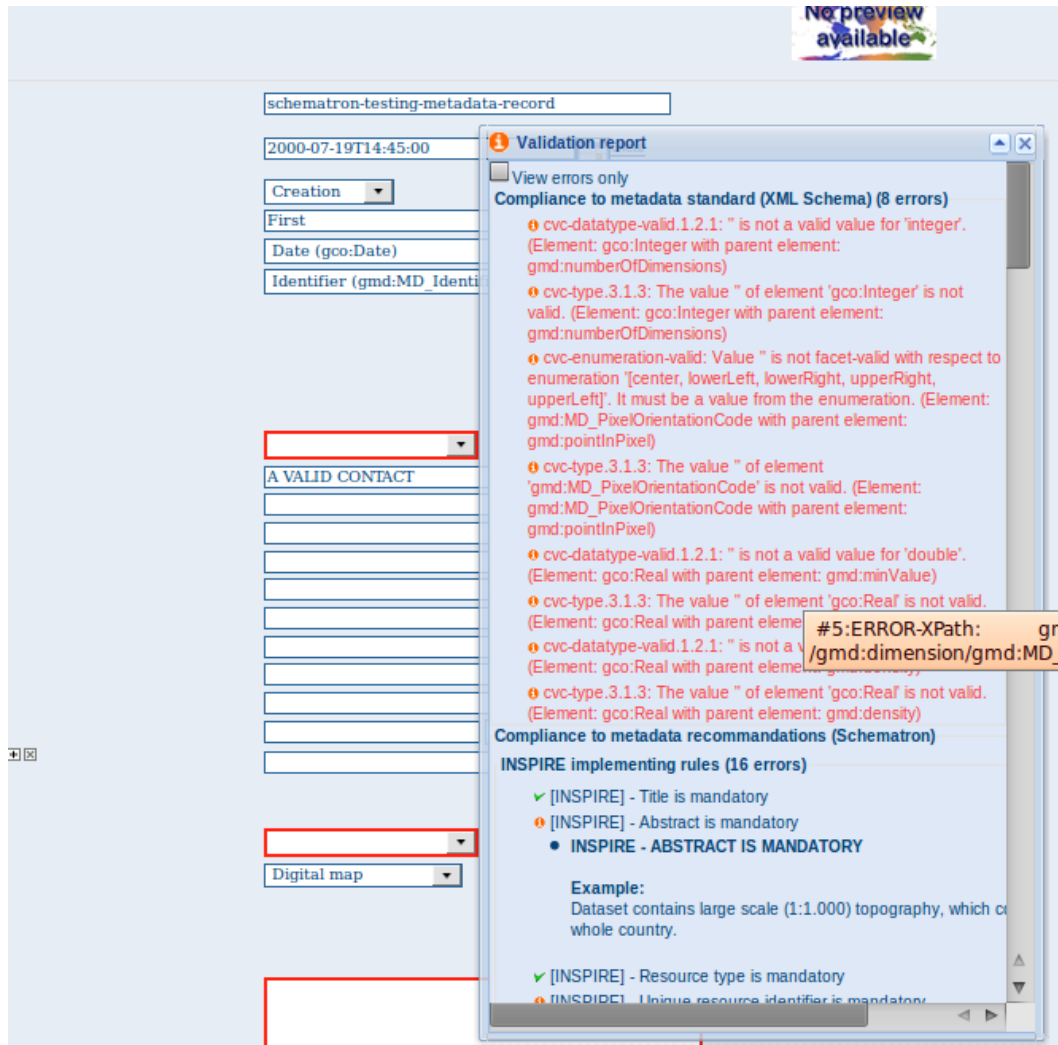 No preview
available
schematron-testing-metadata-record
2000-07-19T14:45:00
Creation
First
Date (gco:Date)
Identifier (gmd:MD_Identi
A VALID CONTACT
Digital map
Validation report
View errors only
Compliance to metadata standard (XML Schema) (8 errors)
cvc-datatype-valid.1.2.1: '' is not a valid value for 'integer'.
(Element: gco:Integer with parent element:
gmd:numberOfDimensions)
cvc-type.3.1.3: The value '' of element 'gco:Integer' is not
valid. (Element: gco:Integer with parent element:
gmd:numberOfDimensions)
cvc-enumeration-valid: Value '' is not facet-valid with respect to
enumeration '[center, lowerLeft, lowerRight, upperRight,
upperLeft]'. It must be a value from the enumeration. (Element:
gmd:MD_PixelOrientationCode with parent element:
gmd:pointInPixel)
cvc-type.3.1.3: The value '' of element
'gmd:MD_PixelOrientationCode' is not valid. (Element:
gmd:MD_PixelOrientationCode with parent element:
gmd:pointInPixel)
cvc-datatype-valid.1.2.1: '' is not a valid value for 'double'.
(Element: gco:Real with parent element: gmd:minValue)
cvc-type.3.1.3: The value '' of element 'gco:Real' is not valid.
(Element: gco:Real with parent eleme
cvc-datatype-valid.1.2.1: '' is not a v
(Element: gco:Real with parent element: gmd:density)
cvc-type.3.1.3: The value '' of element 'gco:Real' is not valid.
(Element: gco:Real with parent element: gmd:density)
#5:ERROR-XPath: gr
/gmd:dimension/gmd:MD_
Compliance to metadata recommandations (Schematron)
INSPIRE implementing rules (16 errors)
[INSPIRE] - Title is mandatory
[INSPIRE] - Abstract is mandatory
• INSPIRE - ABSTRACT IS MANDATORY
Example:
Dataset contains large scale (1:1.000) topography, which co
whole country.
[INSPIRE] - Resource type is mandatory
[INSPIRE] - Unique resource identifier is mandatory